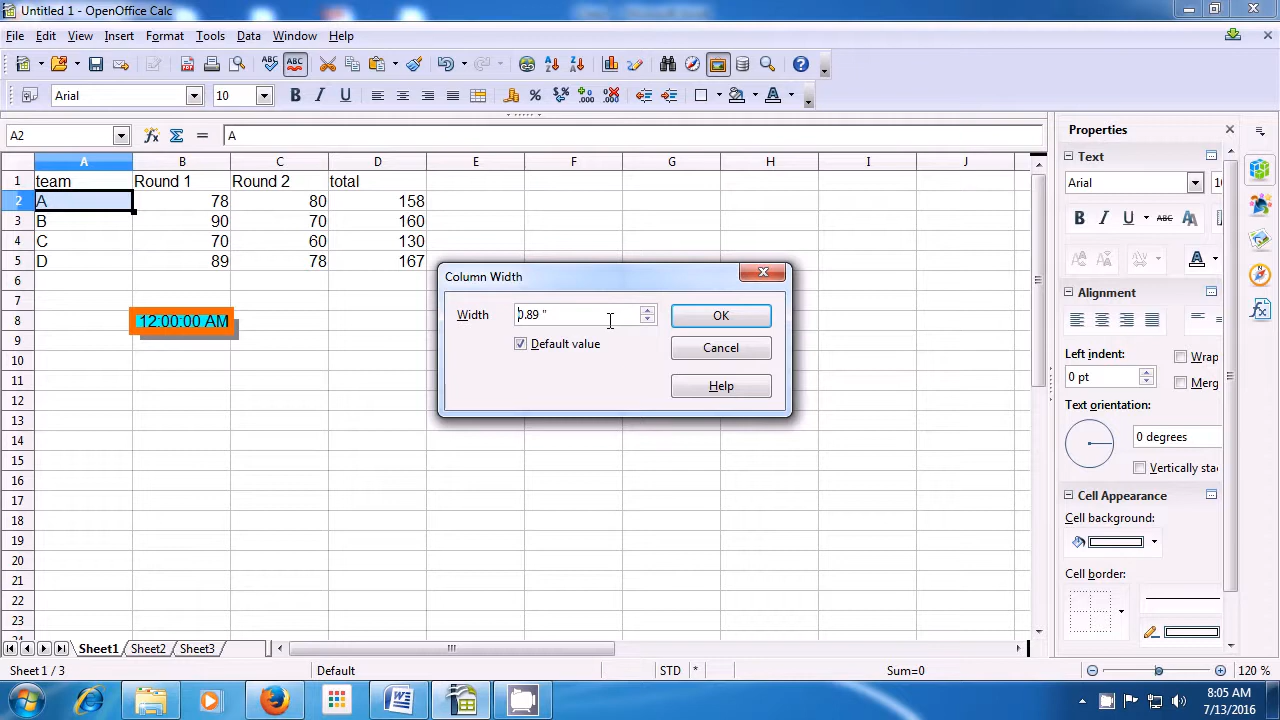 Untitled 1 - OpenOffice Calc
File Edit View Insert Format Tools Data Window Help
Arial 10
A2 A
A B C D E F G H I J
1 team Round 1 Round 2 total
2 A 78 80 158
3 B 90 70 160
4 C 70 60 130
5 D 89 78 167
6
7
8 12:00:00 AM
9
10
11
12
13
14
15
16
17
18
19
20
21
22
23
Column Width
Width 0.89 "
Default value
OK
Cancel
Help
Properties
Text
Arial
B I U ABC
Alignment
Left indent:
0 pt
Wrap
Merg
Text orientation:
0 degrees
Vertically sta
Cell Appearance
Cell background:
Cell border:
Sheet1 Sheet2 Sheet3
Sheet 1 / 3 Default STD * Sum=0 120 %
8:05 AM
7/13/2016